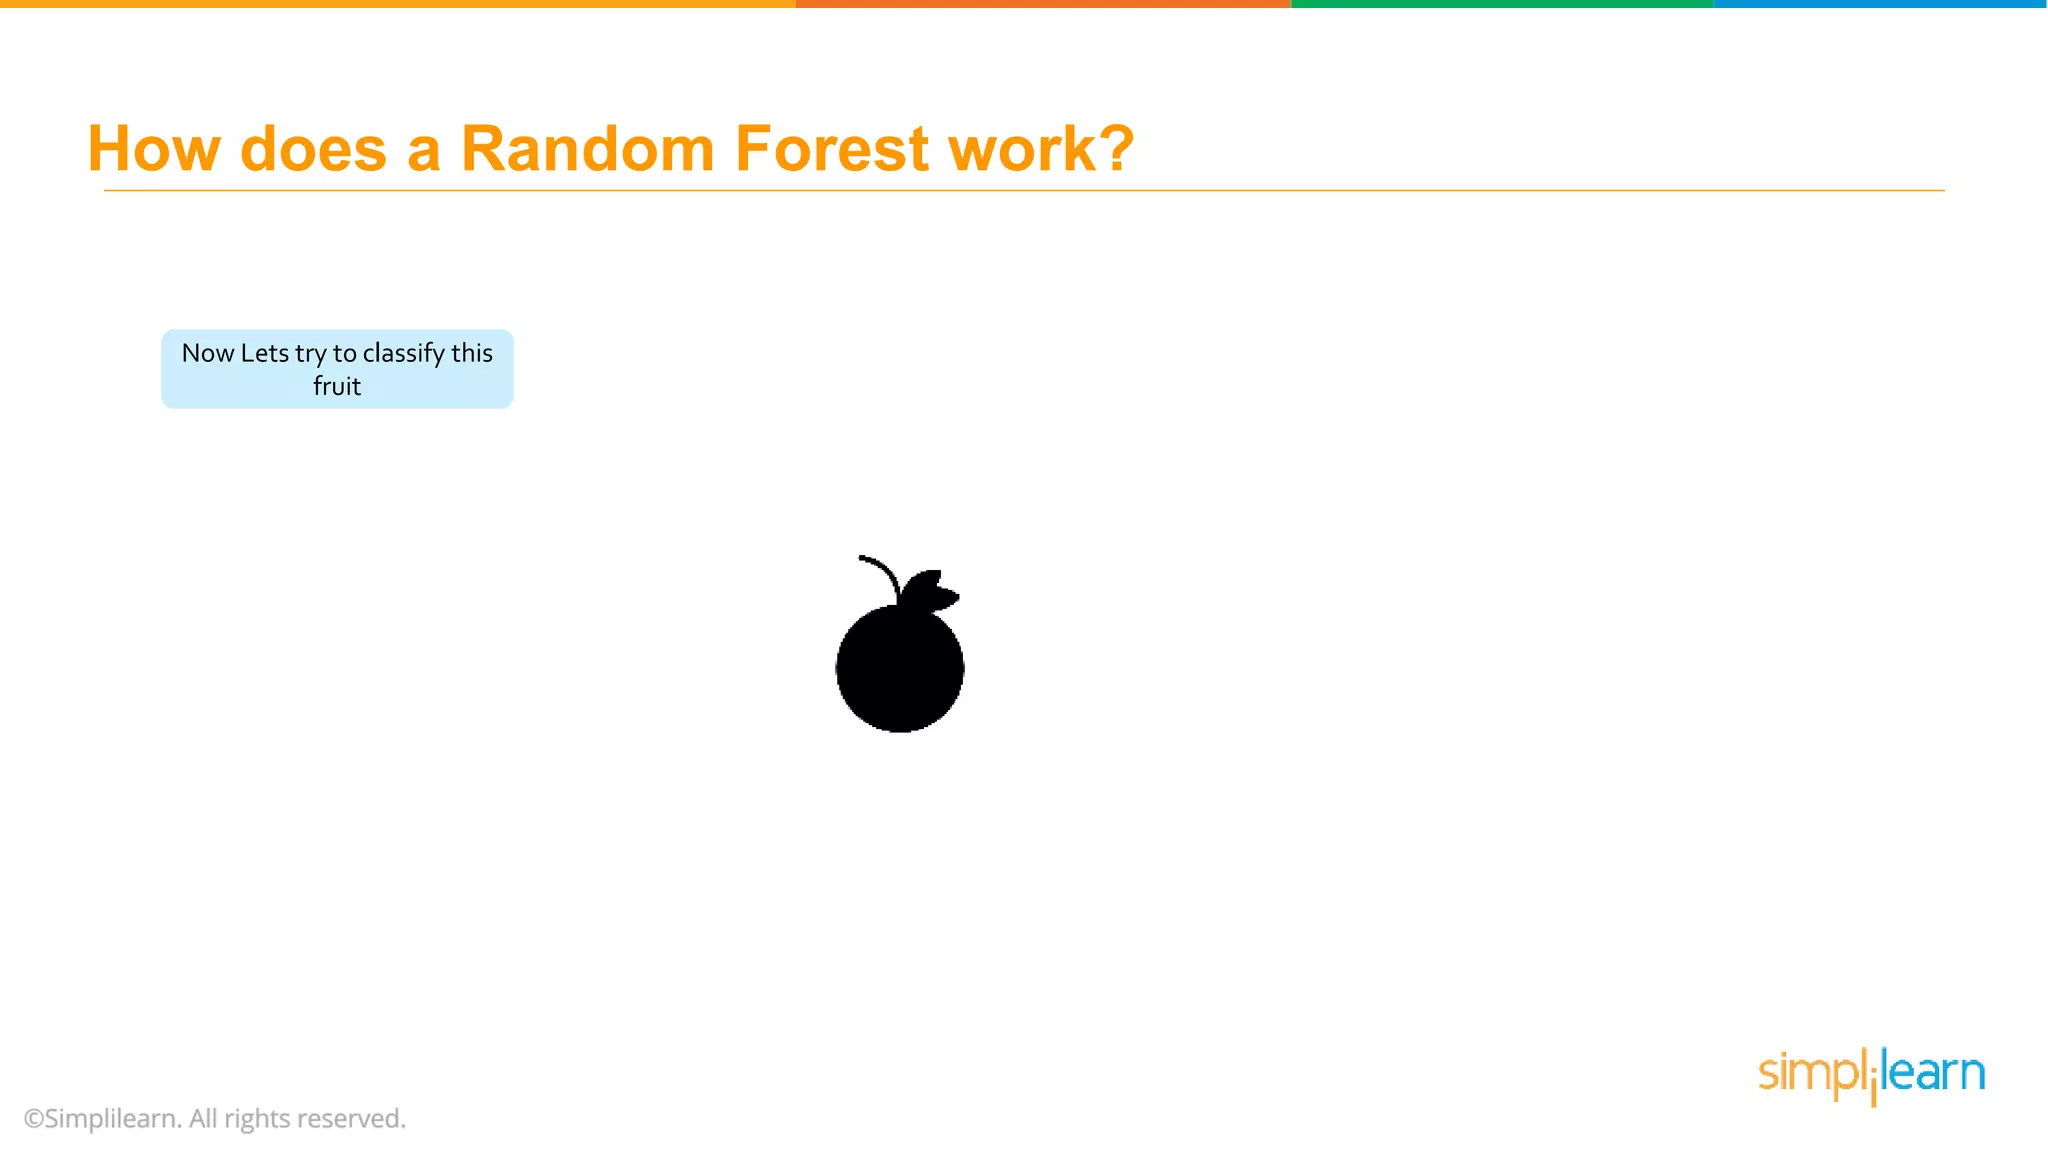 How does a Random Forest work?
Now Lets try to classify this
fruit
simplilearn
©Simplilearn. All rights reserved.